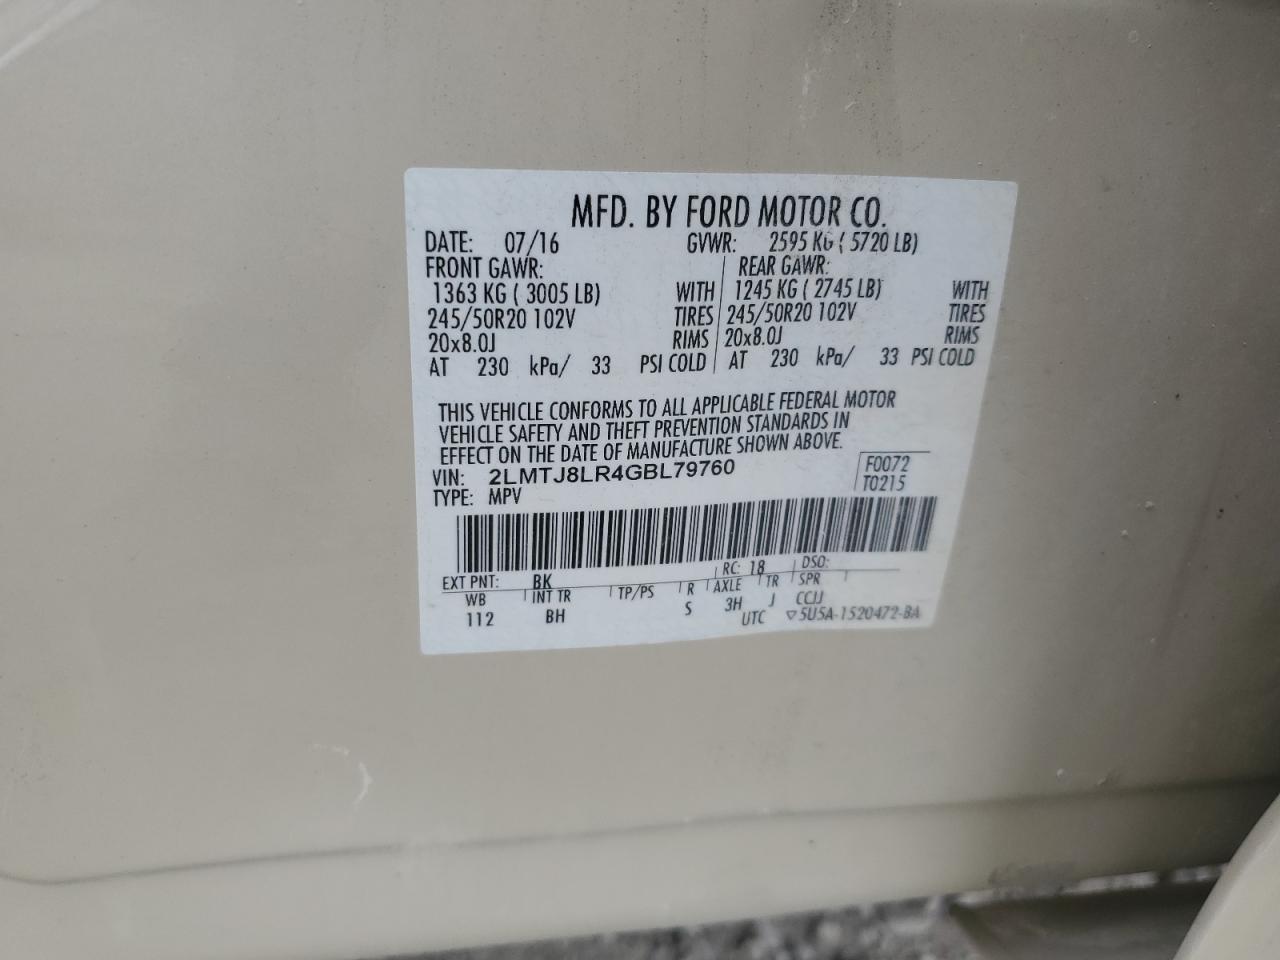 MFD. BY FORD MOTOR CO.
DATE: 07/16 GVWR: 2595 KG ( 5720 LB)
FRONT GAWR: REAR GAWR:
1363 KG ( 3005 LB) WITH 1245 KG ( 2745 LB) WITH
245/50R20 102V TIRES 245/50R20 102V TIRES
20x8.0J RIMS 20x8.0J RIMS
AT 230 kPa/ 33 PSI COLD AT 230 kPa/ 33 PSI COLD
THIS VEHICLE CONFORMS TO ALL APPLICABLE FEDERAL MOTOR
VEHICLE SAFETY AND THEFT PREVENTION STANDARDS IN
EFFECT ON THE DATE OF MANUFACTURE SHOWN ABOVE.
VIN: 2LMTJ8LR4GBL79760 F0072
TYPE: MPV T0215
EXT PNT: BK RC: 18 DSO:
WB INT TR TP/PS R AXLE TR SPR
112 BH S 3H J CCJJ
UTC ▽5U5A-1520472-BA